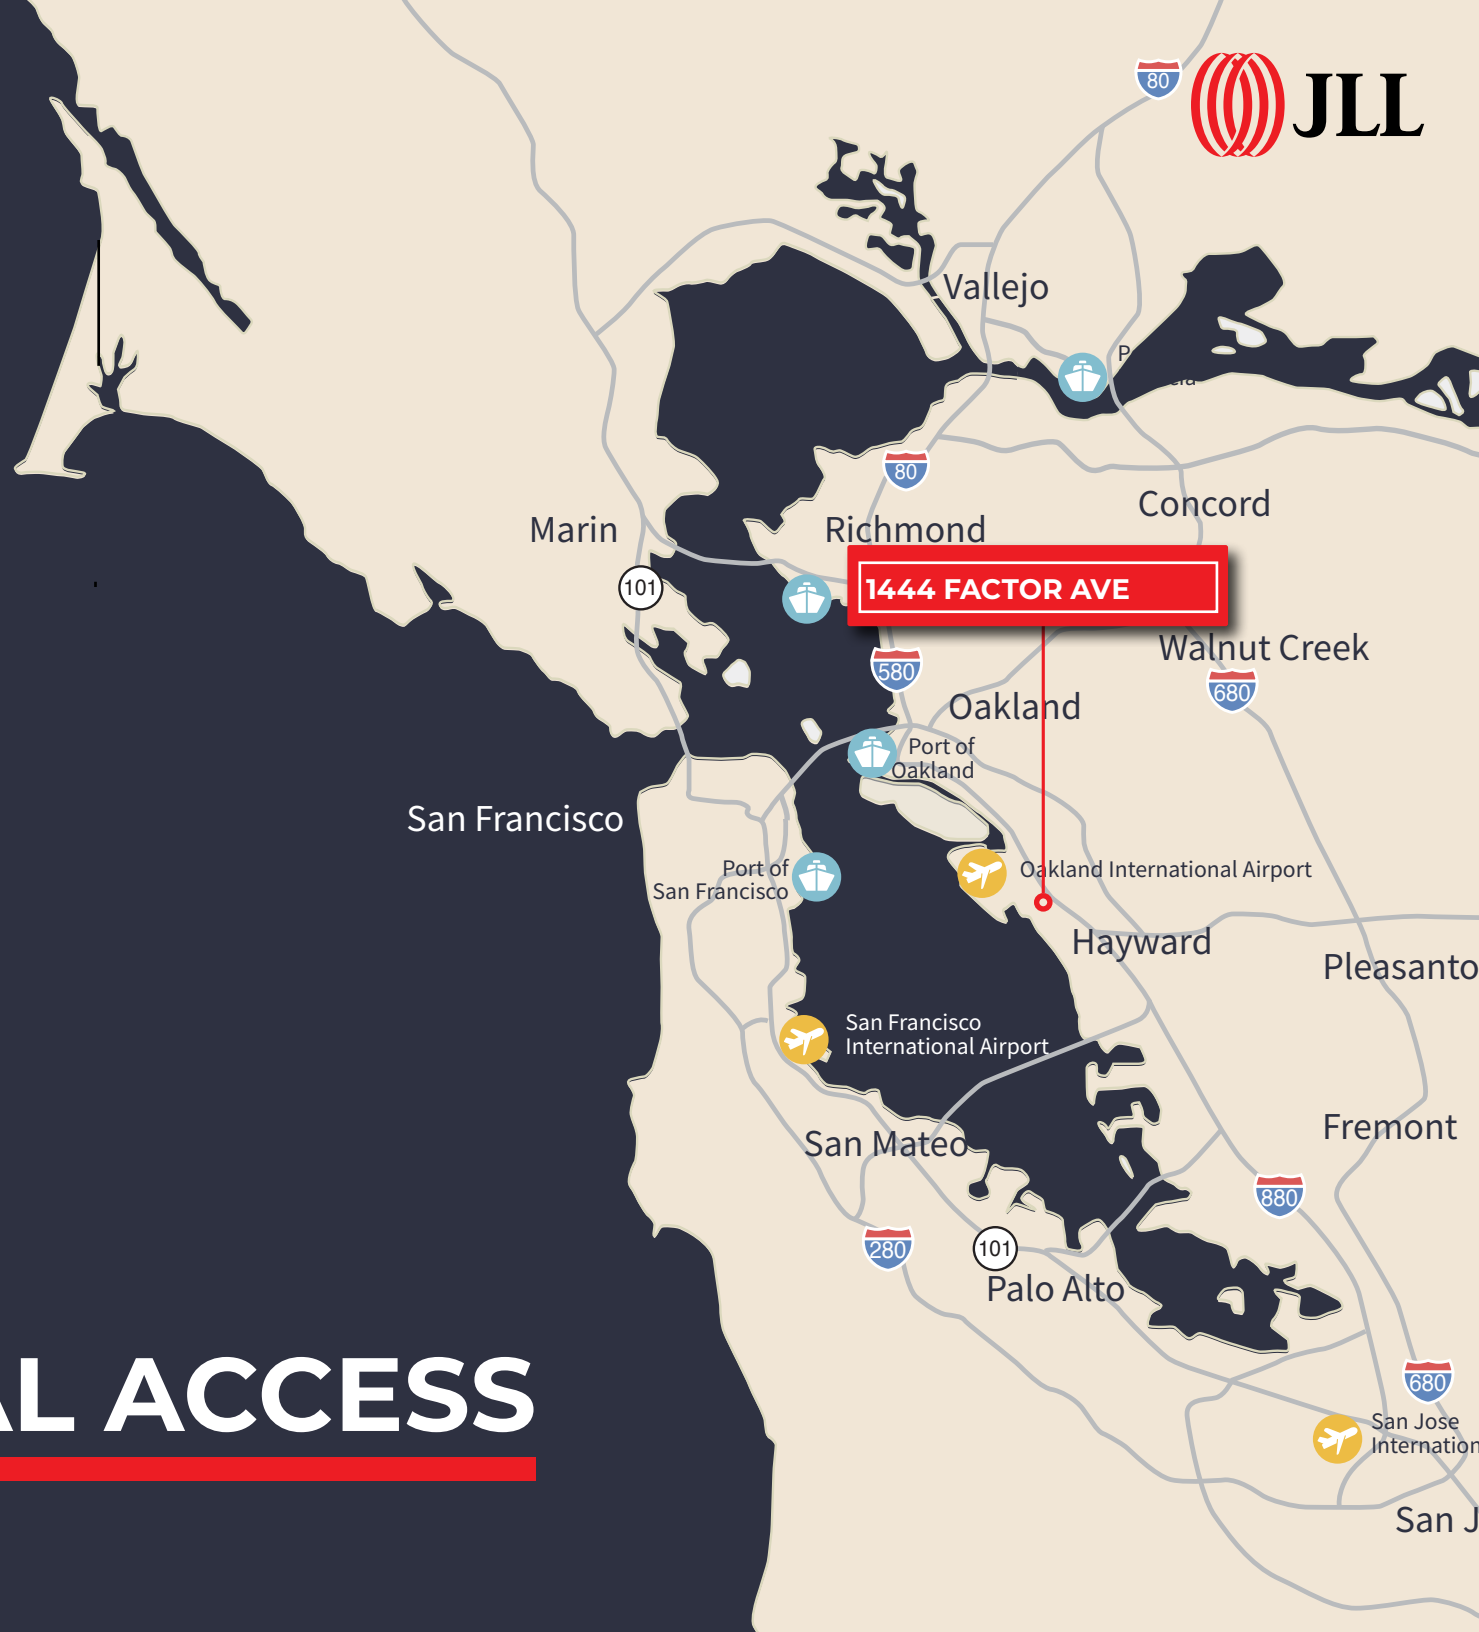 80
JLL
Vallejo
80
Concord
Marin
Richmond
101
1444 FACTOR AVE
Walnut Creek
580
680
Oakland
Port of
Oakland
San Francisco
Port of
San Francisco
Oakland International Airport
Hayward
Pleasanto
San Francisco
International Airport
Fremont
San Mateo
880
280
101
Palo Alto
AL ACCESS
680
San Jose
Internation
San J